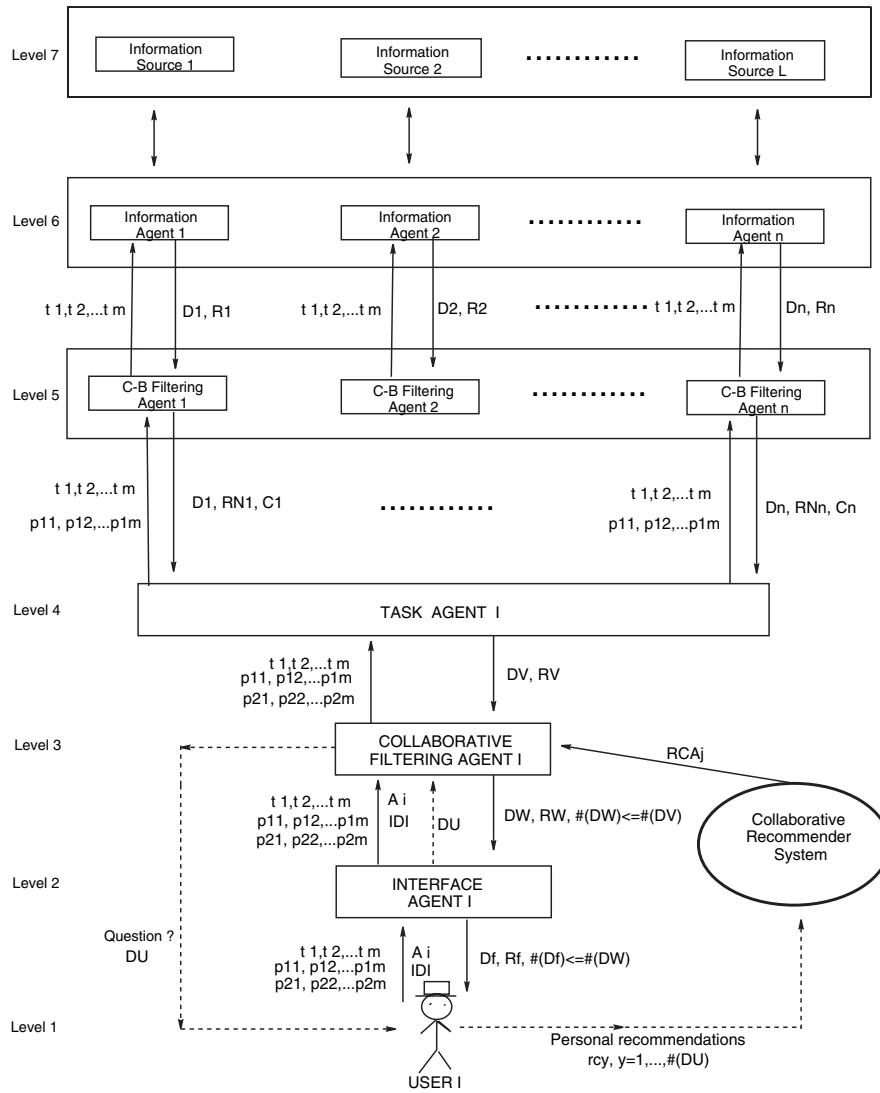 Level 7
Information
Source 1
Information
Source 2
............
Information
Source L
Level 6
Information
Agent 1
Information
Agent 2
............
Information
Agent n
t 1,t 2,...t m
D1, R1
t 1,t 2,...t m
D2, R2
............
t 1,t 2,...t m
Dn, Rn
Level 5
C-B Filtering
Agent 1
C-B Filtering
Agent 2
............
C-B Filtering
Agent n
t 1,t 2,...t m
p11, p12,...p1m
D1, RN1, C1
............
t 1,t 2,...t m
p11, p12,...p1m
Dn, RNn, Cn
Level 4
TASK AGENT I
t 1,t 2,...t m
p11, p12,...p1m
p21, p22,...p2m
DV, RV
Level 3
COLLABORATIVE
FILTERING AGENT I
RCAj
t 1,t 2,...t m
p11, p12,...p1m
p21, p22,...p2m
A i
IDI
DU
DW, RW, #(DW)<=#(DV)
Collaborative
Recommender
System
Level 2
INTERFACE
AGENT I
Question ?
DU
t 1,t 2,...t m
p11, p12,...p1m
p21, p22,...p2m
A i
IDI
Df, Rf, #(Df)<=#(DW)
Level 1
Personal recommendations
rcy, y=1,...,#(DU)
USER I